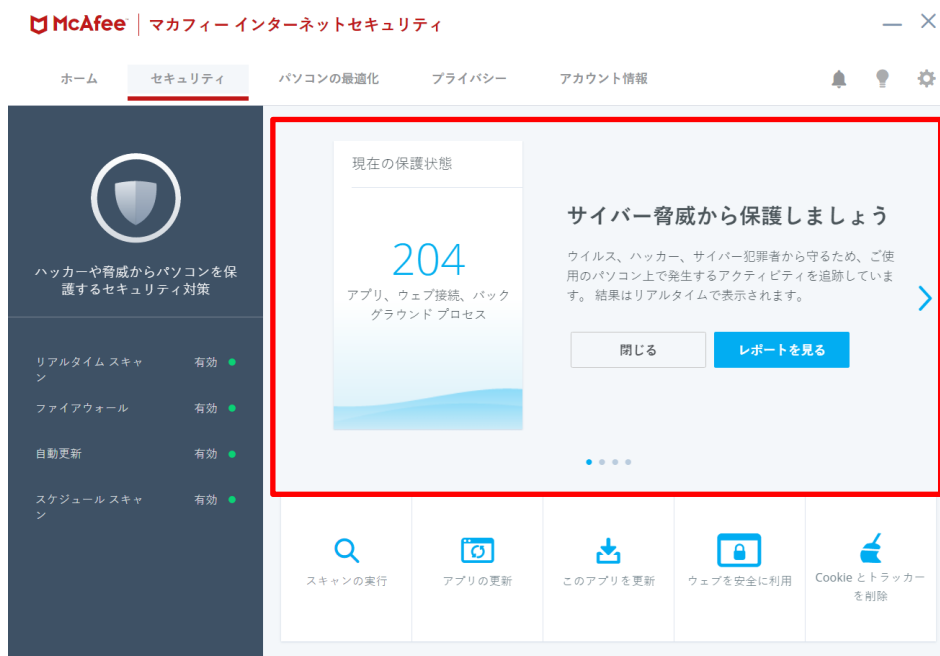 McAfee マカフィー インターネットセキュリティ
ホーム セキュリティ パソコンの最適化 プライバシー アカウント情報
ハッカーや脅威からパソコンを保
護するセキュリティ対策
リアルタイム スキャ
ン
有効
ファイアウォール 有効
自動更新 有効
スケジュール スキャ
ン
有効
現在の保護状態
204
アプリ、ウェブ接続、バック
グラウンド プロセス
サイバー脅威から保護しましょう
ウイルス、ハッカー、サイバー犯罪者から守るため、ご使
用のパソコン上で発生するアクティビティを追跡していま
す。 結果はリアルタイムで表示されます。
閉じる レポートを見る
スキャンの実行
アプリの更新
このアプリを更新
ウェブを安全に利用
Cookie とトラッカー
を削除